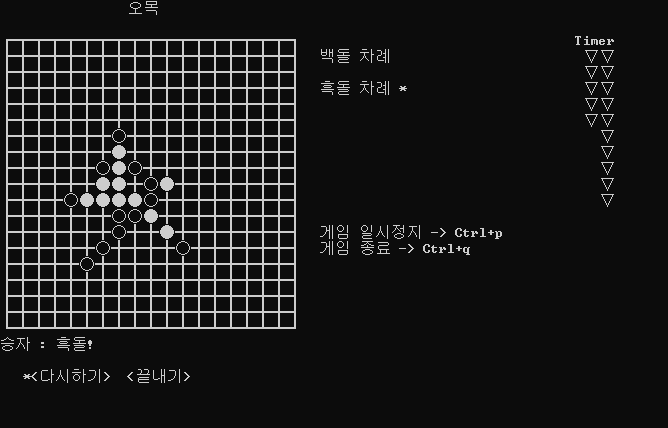 오목
Timer
백돌 차례
흑돌 차례 *
게임 일시정지 -> Ctrl+p
게임 종료 -> Ctrl+q
승자 : 흑돌!
*<다시하기> <끝내기>